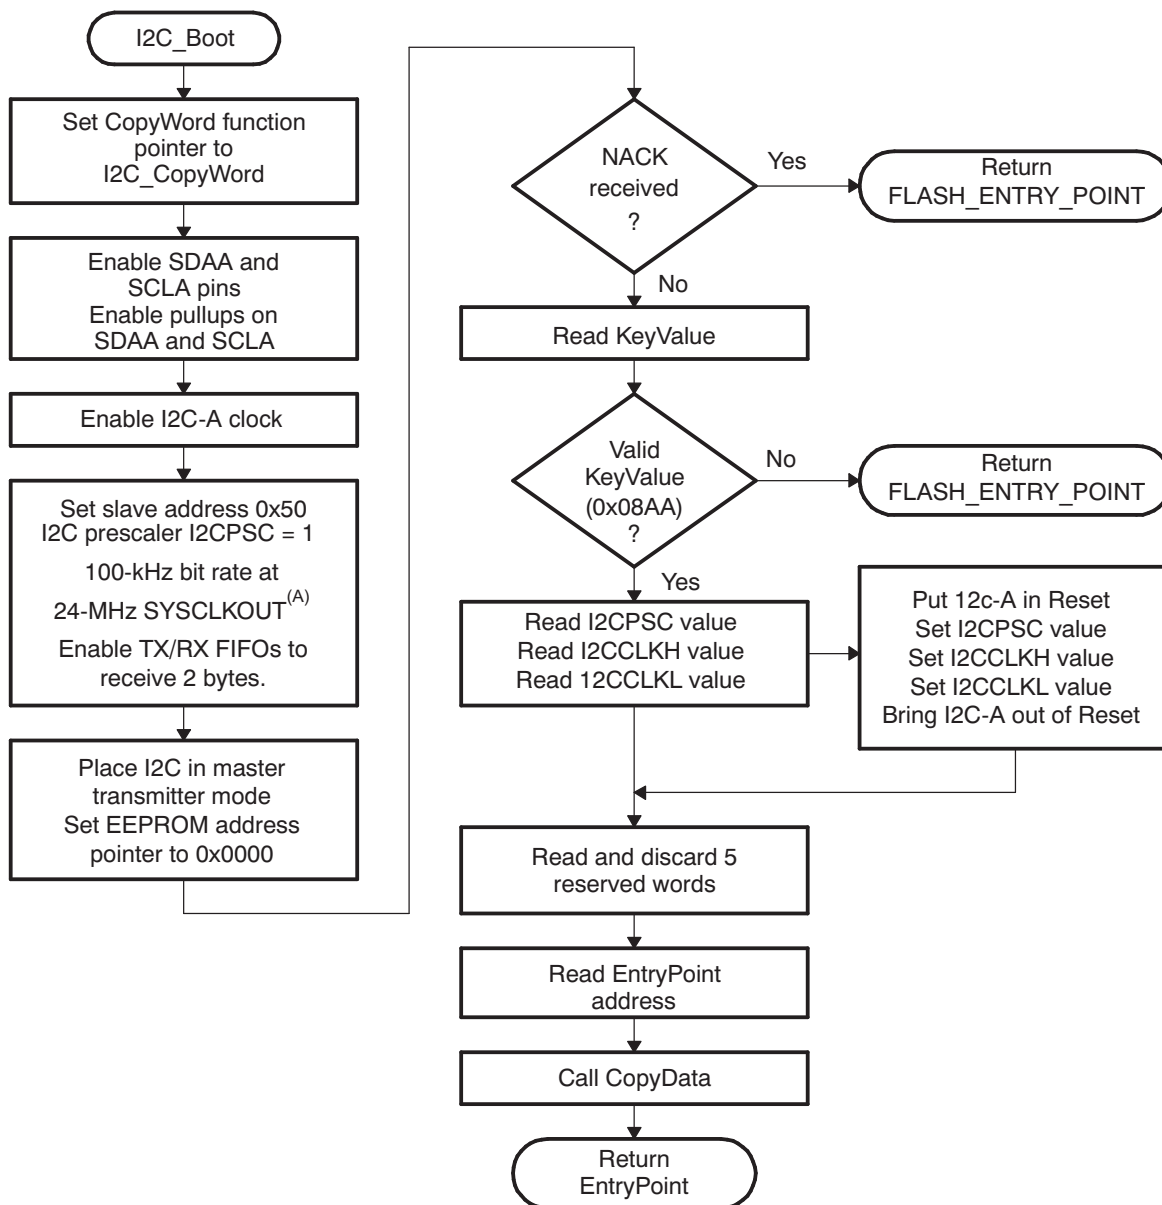 I2C_Boot
Set CopyWord function
pointer to
I2C_CopyWord
Enable SDAA and
SCLA pins
Enable pullups on
SDAA and SCLA
Enable I2C-A clock
Set slave address 0x50
I2C prescaler I2CPSC = 1
100-kHz bit rate at
24-MHz SYSCLKOUT(A)
Enable TX/RX FIFOs to
receive 2 bytes.
Place I2C in master
transmitter mode
Set EEPROM address
pointer to 0x0000
NACK
received
?
Yes
Return
FLASH_ENTRY_POINT
No
Read KeyValue
Valid
KeyValue
(0x08AA)
?
No
Return
FLASH_ENTRY_POINT
Yes
Read I2CPSC value
Read I2CCLKH value
Read 12CCLKL value
Put 12c-A in Reset
Set I2CPSC value
Set I2CCLKH value
Set I2CCLKL value
Bring I2C-A out of Reset
Read and discard 5
reserved words
Read EntryPoint
address
Call CopyData
Return
EntryPoint